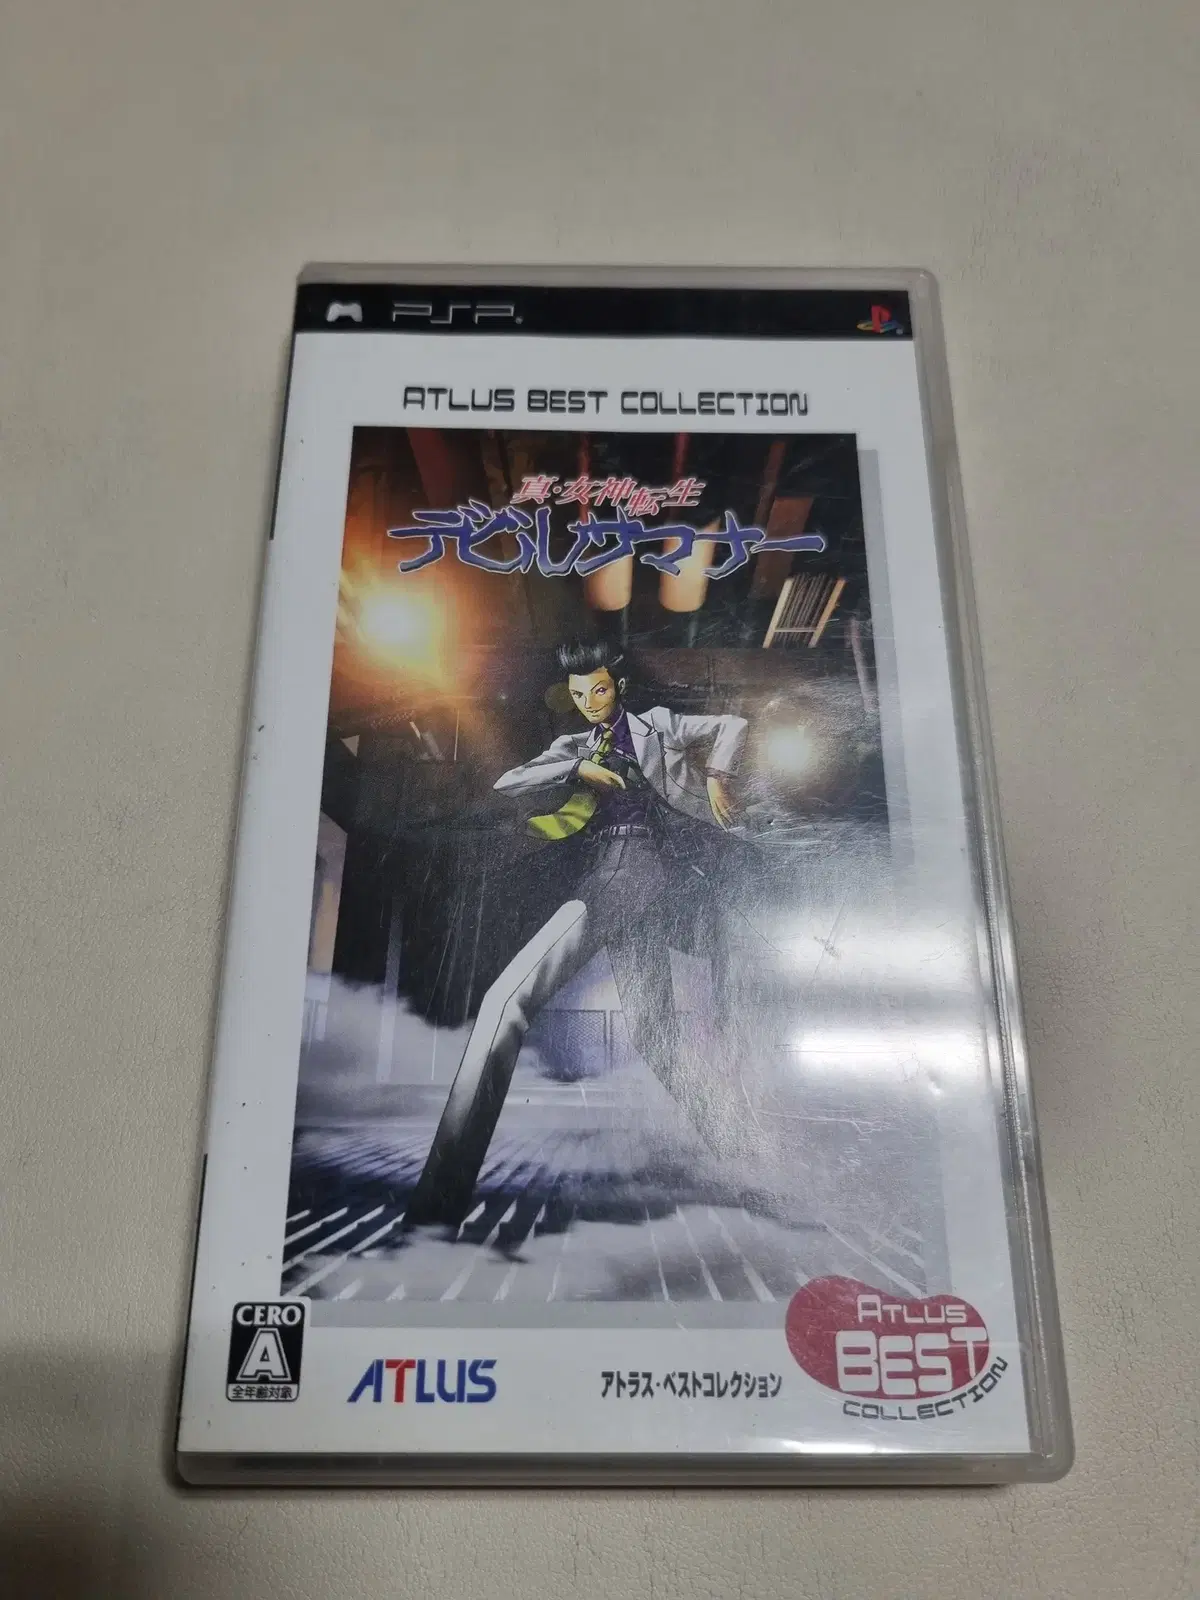 PSP
ATLUS BEST COLLECTION
真・女神転生
デビルサマナー
CERO
A
全年齢対象
ATLUS
アトラス・ベストコレクション
ATLUS
BEST
COLLECTION